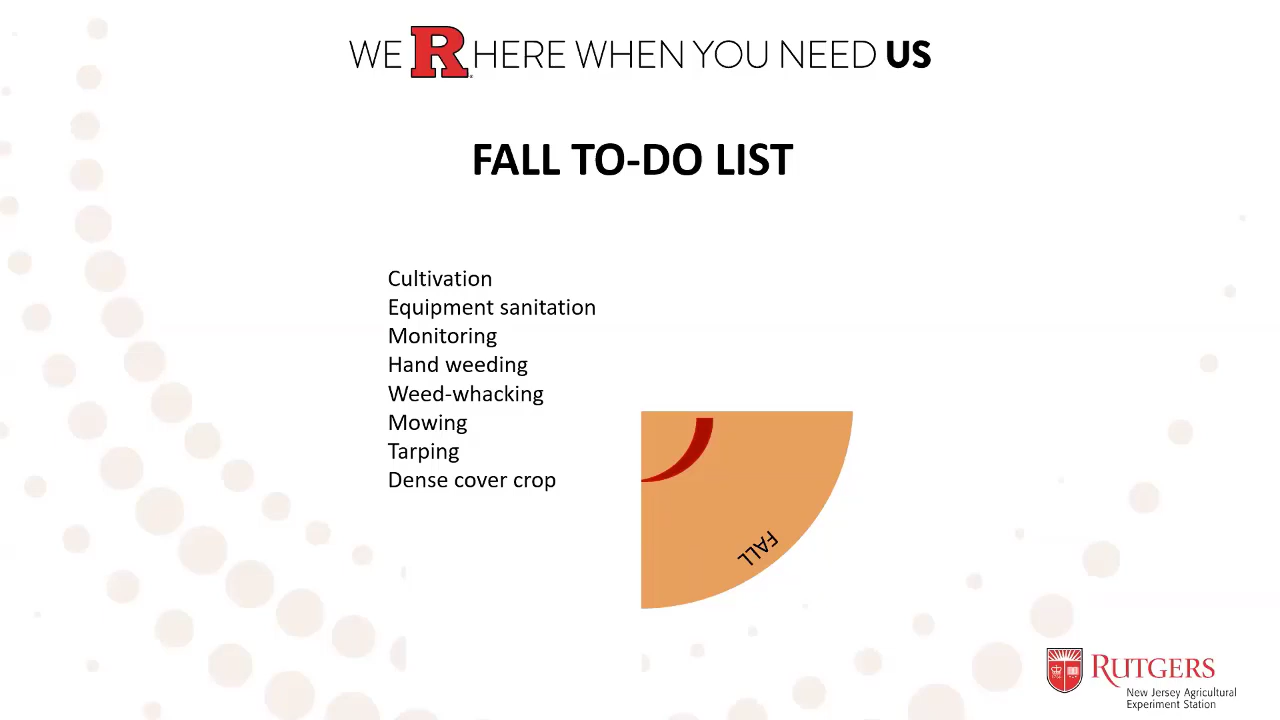 WE R HERE WHEN YOU NEED US
FALL TO-DO LIST
Cultivation
Equipment sanitation
Monitoring
Hand weeding
Weed-whacking
Mowing
Tarping
Dense cover crop
FALL
RUTGERS
New Jersey Agricultural
Experiment Station